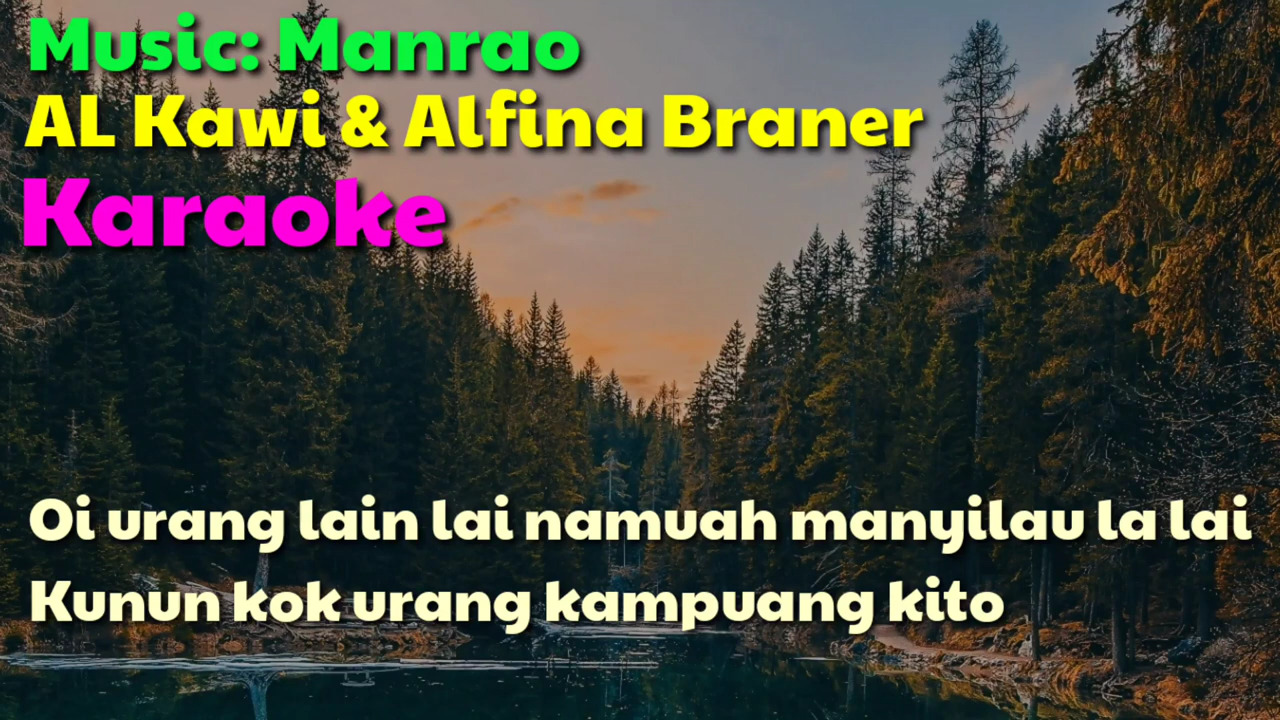 Music: Manrao
AL Kawi & Alfina Braner
Karaoke
Oi urang lain lai namuah manyilau la lai
Kunun kok urang kampuang kito